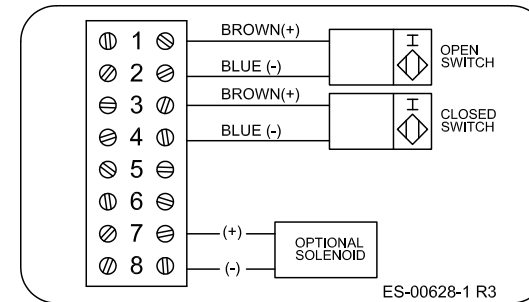 1 BROWN(+)
OPEN
SWITCH
2 BLUE (-)
3 BROWN(+)
CLOSED
SWITCH
4 BLUE (-)
5
6
7 (+)
OPTIONAL
SOLENOID
8 (-)
ES-00628-1 R3